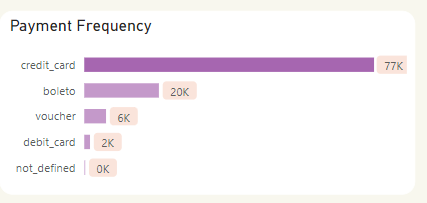 Payment Frequency
credit_card 77K
boleto 20K
voucher 6K
debit_card 2K
not_defined 0K